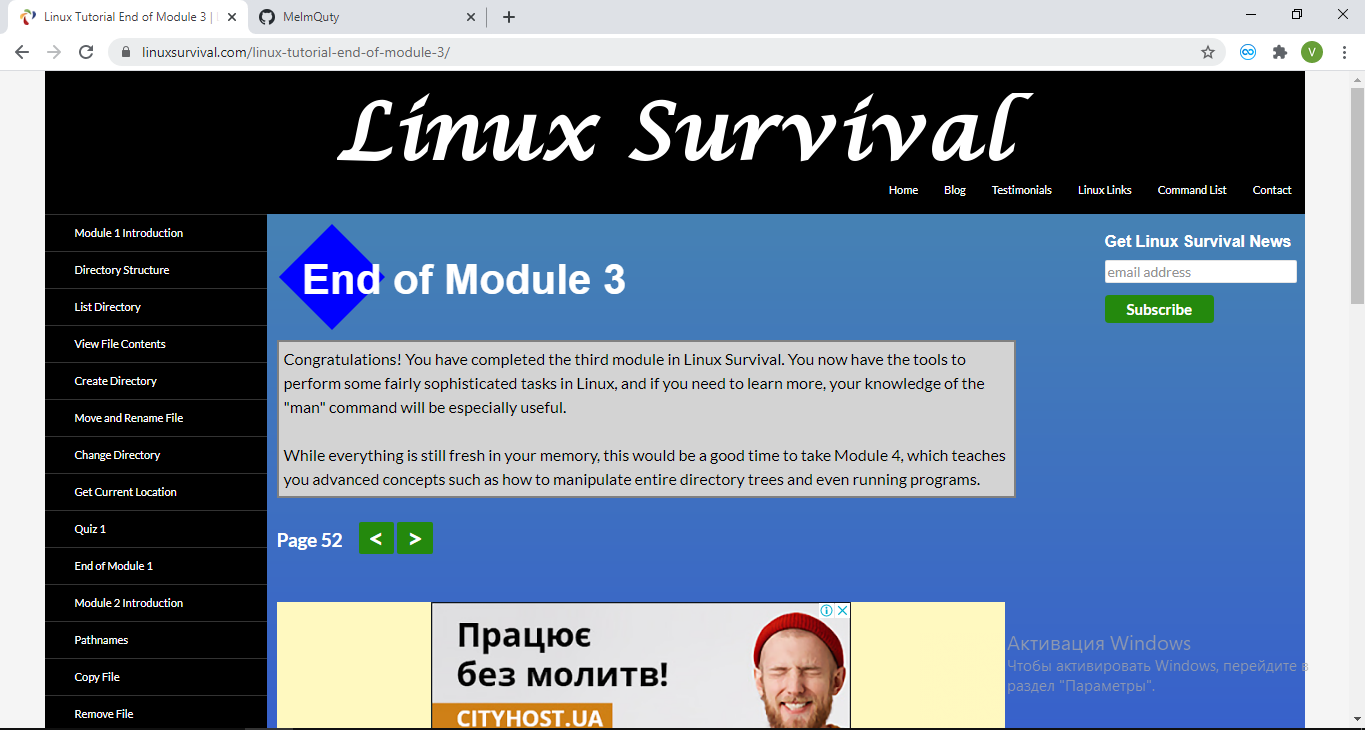 Linux Tutorial End of Module 3 |
MelmQuty
linuxsurvival.com/linux-tutorial-end-of-module-3/
V
Linux Survival
Home Blog Testimonials Linux Links Command List Contact
Module 1 Introduction
Directory Structure
List Directory
View File Contents
Create Directory
Move and Rename File
Change Directory
Get Current Location
Quiz 1
End of Module 1
Module 2 Introduction
Pathnames
Copy File
Remove File
End of Module 3
Congratulations! You have completed the third module in Linux Survival. You now have the tools to
perform some fairly sophisticated tasks in Linux, and if you need to learn more, your knowledge of the
"man" command will be especially useful.
While everything is still fresh in your memory, this would be a good time to take Module 4, which teaches
you advanced concepts such as how to manipulate entire directory trees and even running programs.
Page 52 < >
Get Linux Survival News
email address
Subscribe
Працює
без молитв!
CITYHOST.UA
Активация Windows
Чтобы активировать Windows, перейдите в
раздел "Параметры".